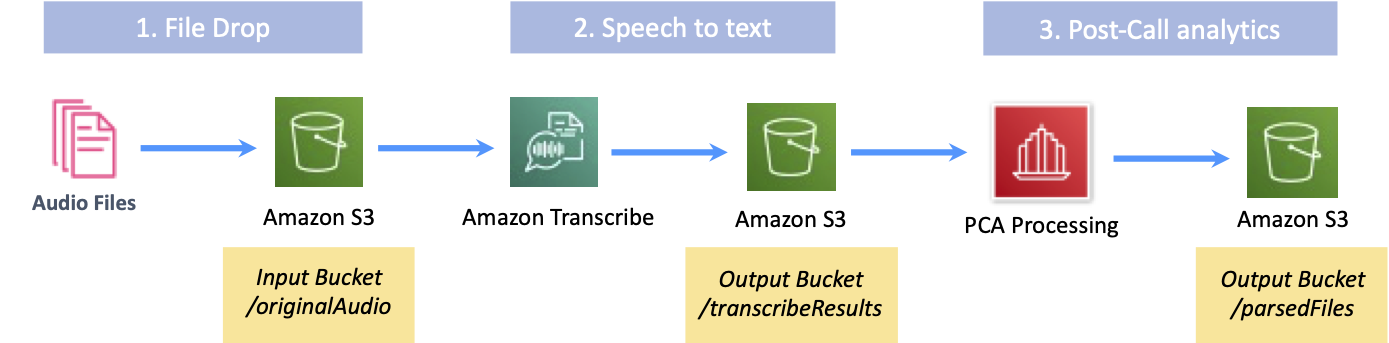 1. File Drop
2. Speech to text
3. Post-Call analytics
Audio Files
Amazon S3
Amazon Transcribe
Amazon S3
PCA Processing
Amazon S3
Input Bucket
/originalAudio
Output Bucket
/transcribeResults
Output Bucket
/parsedFiles